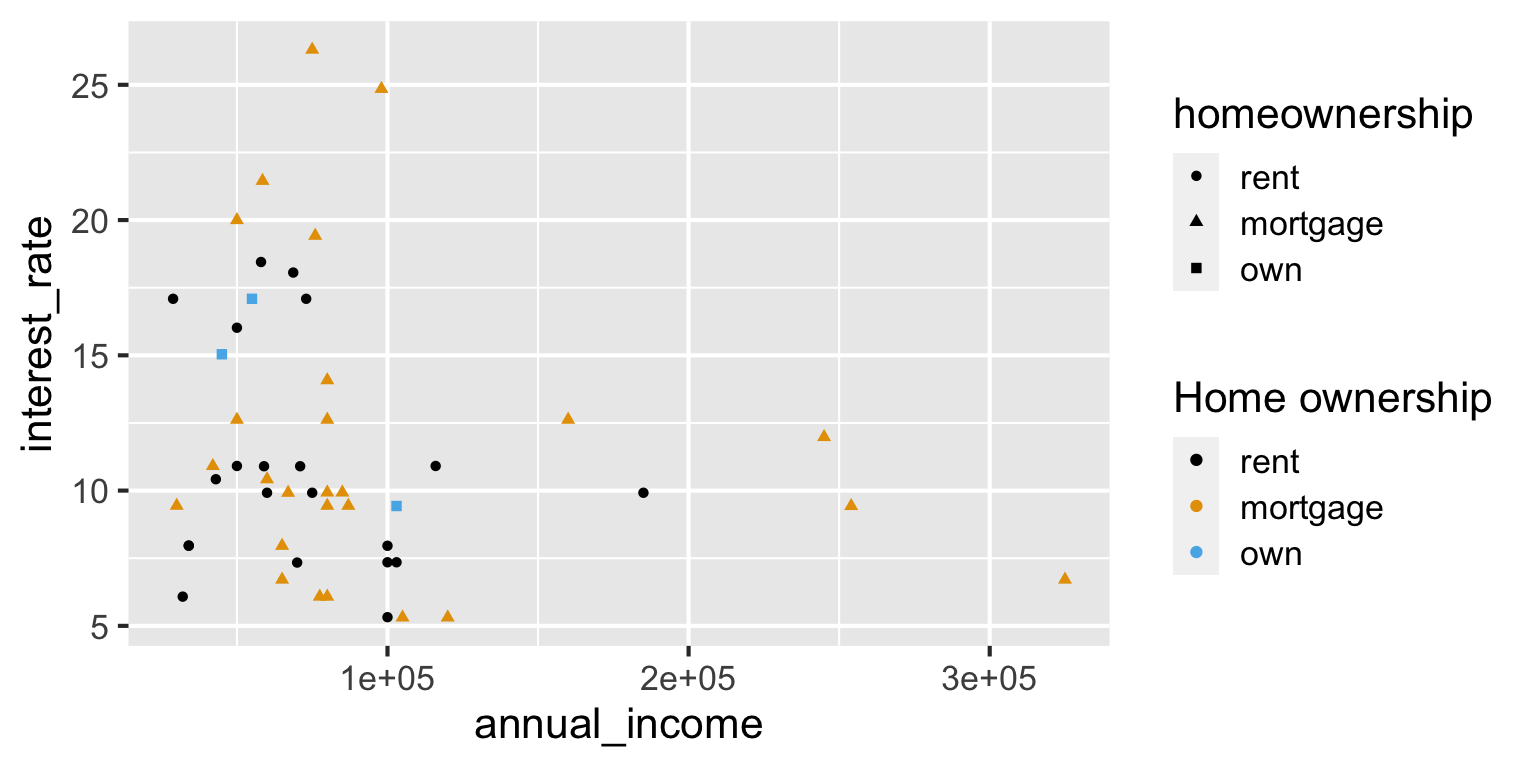 25
20
15
10
5
interest_rate
1e+05
2e+05
3e+05
annual_income
homeownership
rent
mortgage
own
Home ownership
rent
mortgage
own